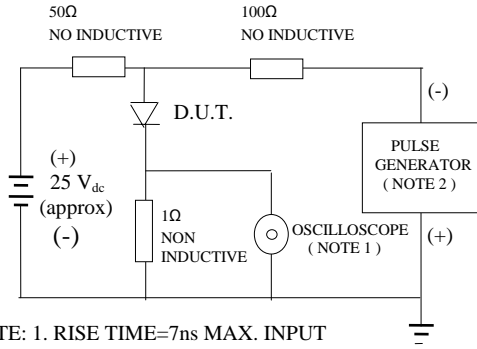 50Ω
NO INDUCTIVE
100Ω
NO INDUCTIVE
(-)
D.U.T.
PULSE
GENERATOR
( NOTE 2 )
(+)
25 Vdc
(approx)
(-)
1Ω
NON
INDUCTIVE
OSCILLOSCOPE
( NOTE 1 )
(+)
TE: 1. RISE TIME=7ns MAX. INPUT